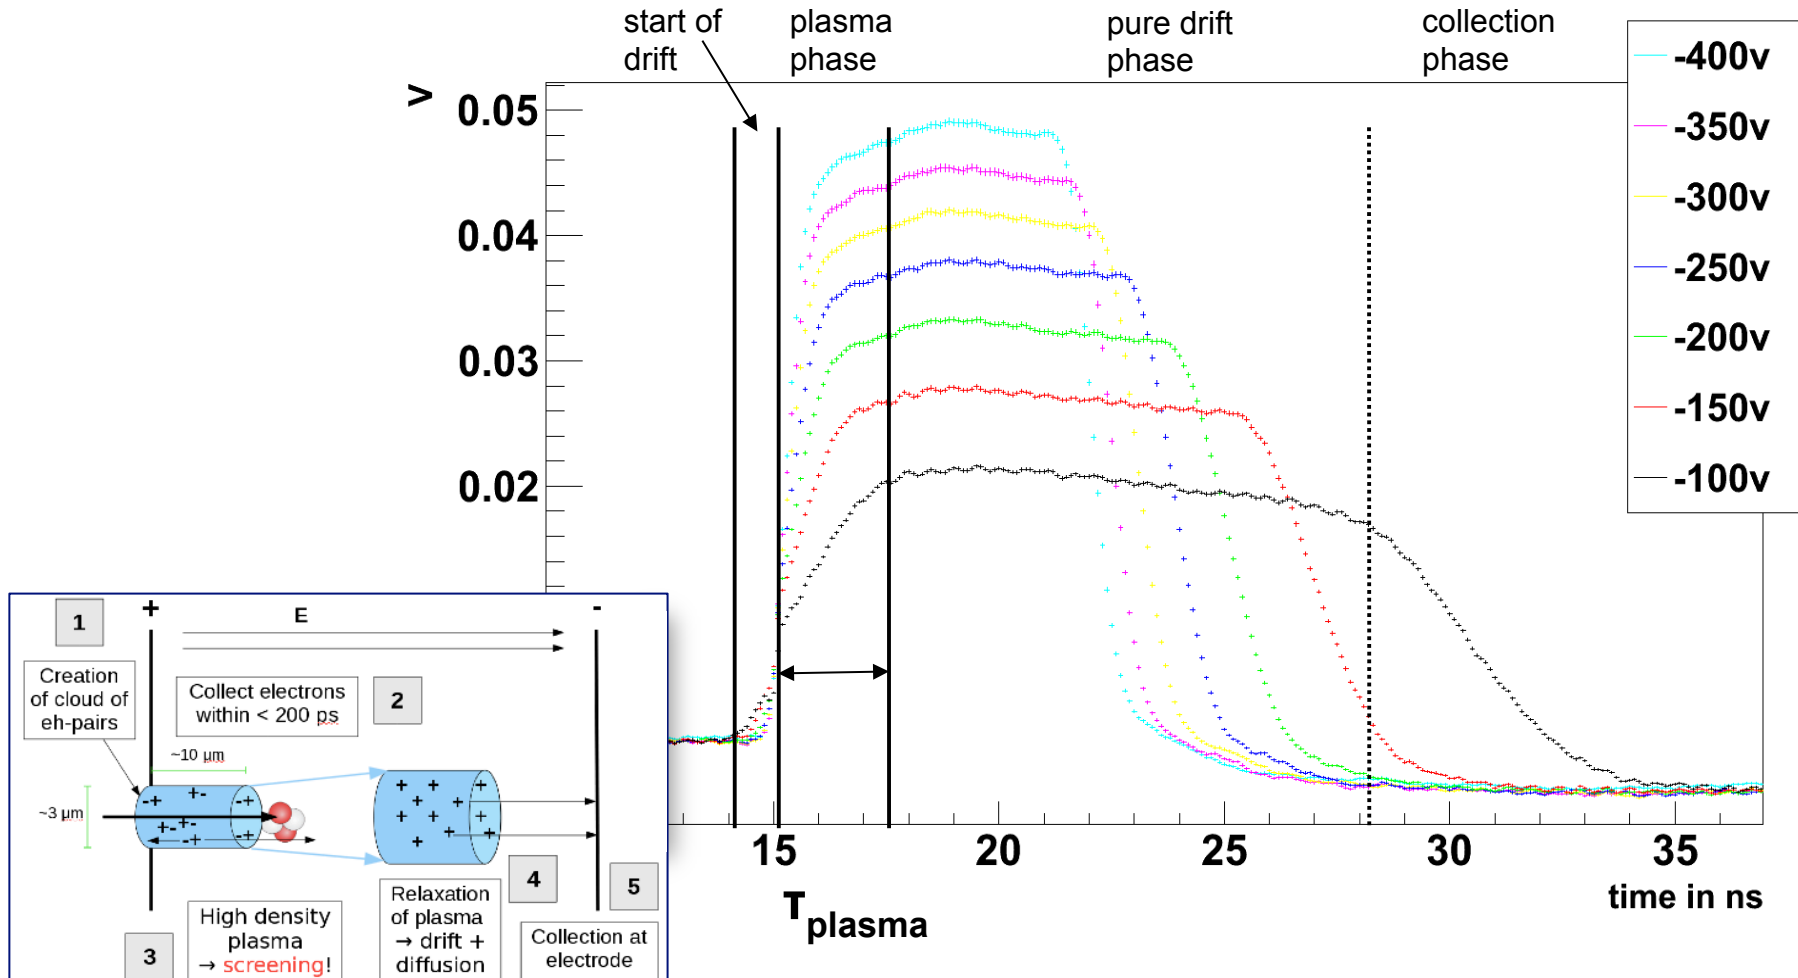 start of
drift
plasma
phase
pure drift
phase
collection
phase
V
0.05
0.04
0.03
0.02
-400v
-350v
-300v
-250v
-200v
-150v
-100v
15
20
25
30
35
time in ns
τplasma
1
+
E
-
Creation
of cloud of
eh-pairs
Collect electrons
within < 200 ps
2
~10 µm
~3 µm
3
High density
plasma
→ screening!
Relaxation
of plasma
→ drift +
diffusion
4
5
Collection at
electrode